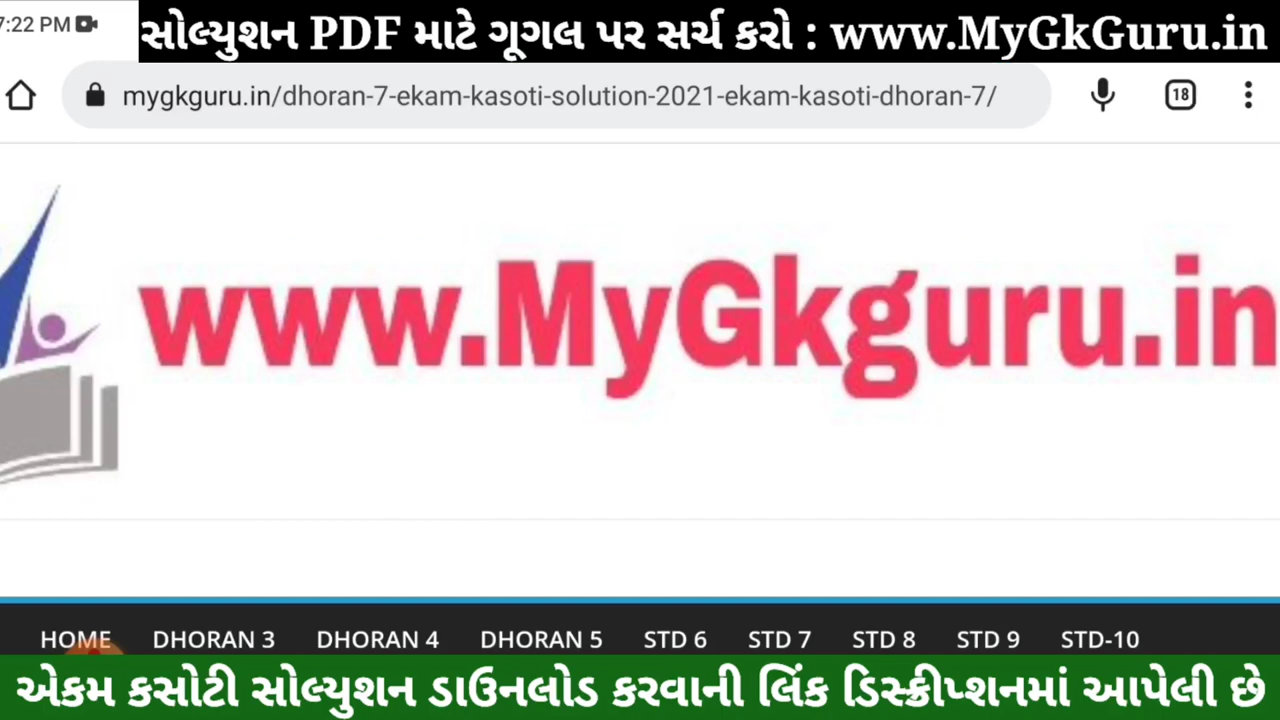 7:22 PM
સોલ્યુશન PDF માટે ગૂગલ પર સર્ચ કરો : www.MyGkGuru.in
mygkguru.in/dhoran-7-ekam-kasoti-solution-2021-ekam-kasoti-dhoran-7/
18
www.MyGkguru.in
HOME DHORAN 3 DHORAN 4 DHORAN 5 STD 6 STD 7 STD 8 STD 9 STD-10
એકમ કસોટી સોલ્યુશન ડાઉનલોડ કરવાની લિંક ડિસ્ક્રીપ્શનમાં આપેલી છે